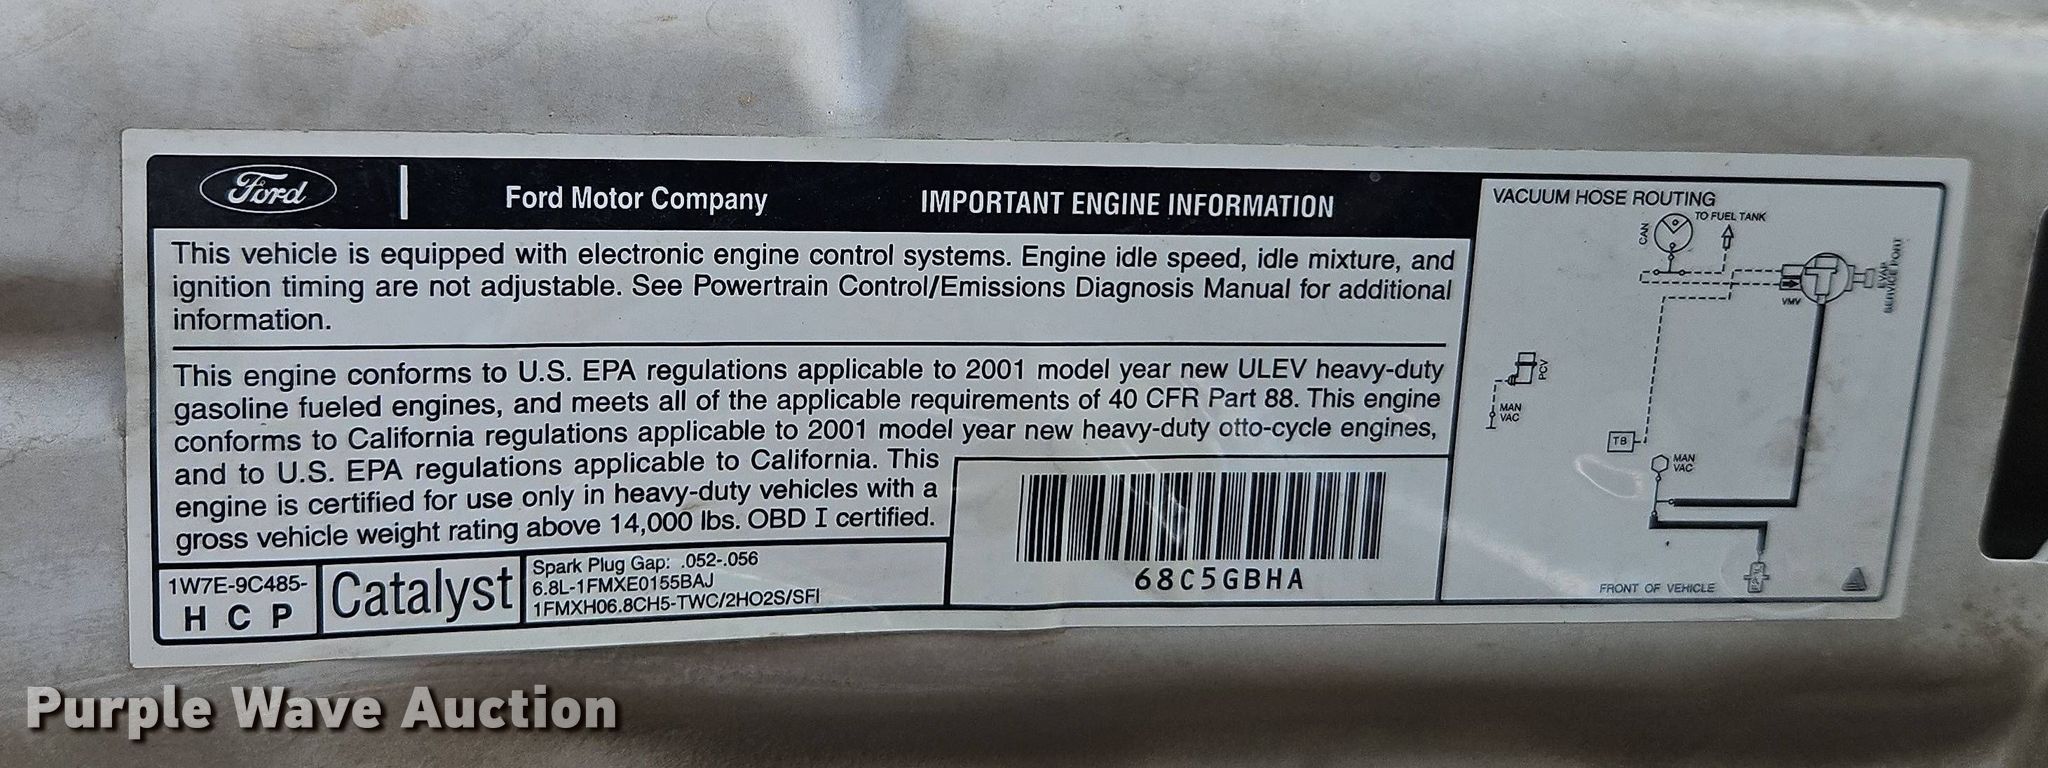 Ford
Ford Motor Company
IMPORTANT ENGINE INFORMATION
This vehicle is equipped with electronic engine control systems. Engine idle speed, idle mixture, and
ignition timing are not adjustable. See Powertrain Control/Emissions Diagnosis Manual for additional
information.
This engine conforms to U.S. EPA regulations applicable to 2001 model year new ULEV heavy-duty
gasoline fueled engines, and meets all of the applicable requirements of 40 CFR Part 88. This engine
conforms to California regulations applicable to 2001 model year new heavy-duty otto-cycle engines,
and to U.S. EPA regulations applicable to California. This
engine is certified for use only in heavy-duty vehicles with a
gross vehicle weight rating above 14,000 lbs. OBD I certified.
1W7E-9C485-
H C P
Catalyst
Spark Plug Gap: .052-.056
6.8L-1FMXE0155BAJ
1FMXH06.8CH5-TWC/2HO2S/SFI
68C5GBHA
VACUUM HOSE ROUTING
CAN
TO FUEL TANK
VMV
EVAP
SERVICE PORT
PCV
MAN
VAC
TB
MAN
VAC
FRONT OF VEHICLE
Purple Wave Auction